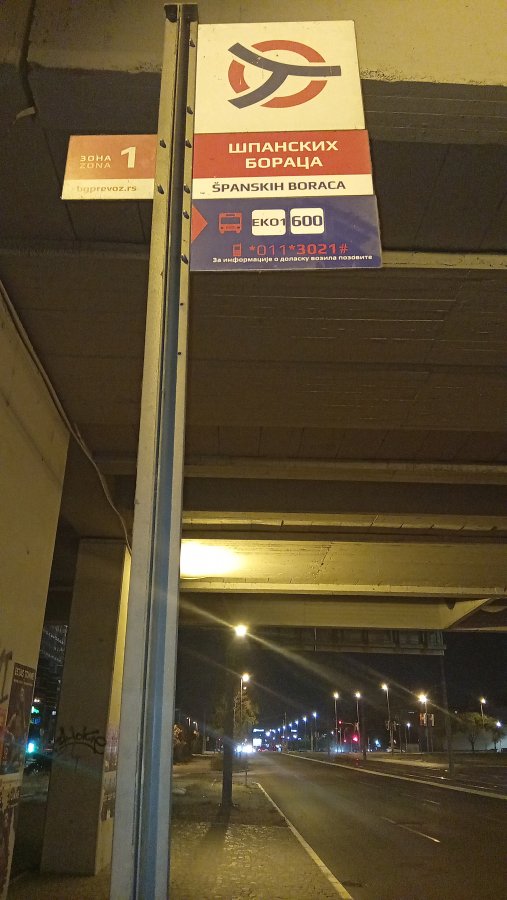 ШПАНСКИХ
БОРАЦА
ŠPANSKIH BORACA
ЗОНА
ZONA
1
bgprevoz.rs
EKO1 600
*011*3021#
За информације о доласку возила позовите